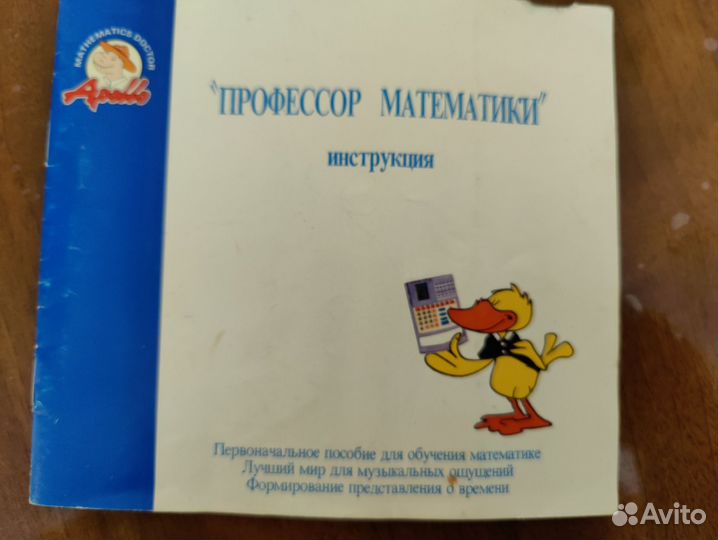 MATHEMATICS DOCTOR
Apollo
"ПРОФЕССОР МАТЕМАТИКИ"
инструкция
Первоначальное пособие для обучения математике
Лучший мир для музыкальных ощущений
Формирование представления о времени
Avito